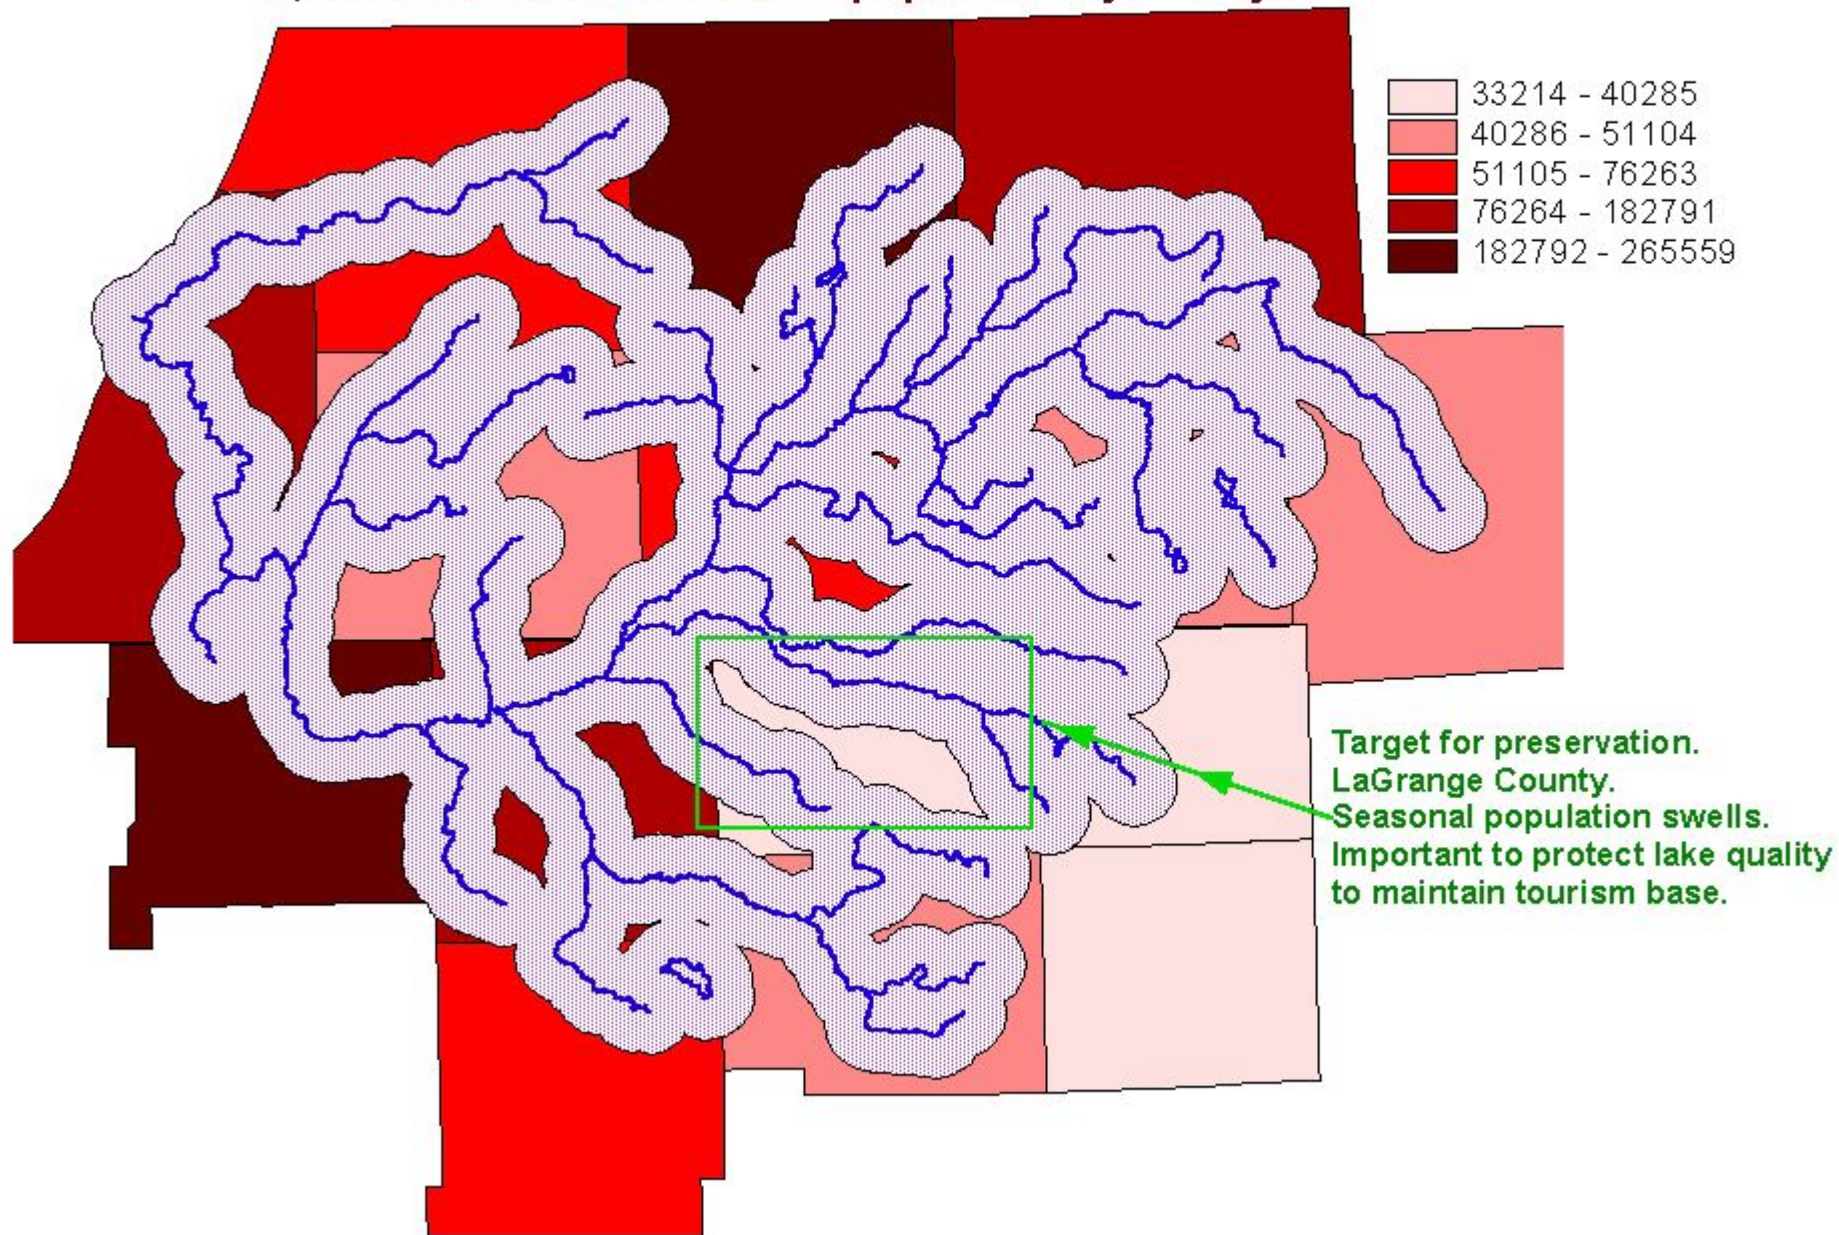 33214 - 40285
40286 - 51104
51105 - 76263
76264 - 182791
182792 - 265559
Target for preservation.
LaGrange County.
Seasonal population swells.
Important to protect lake quality
to maintain tourism base.